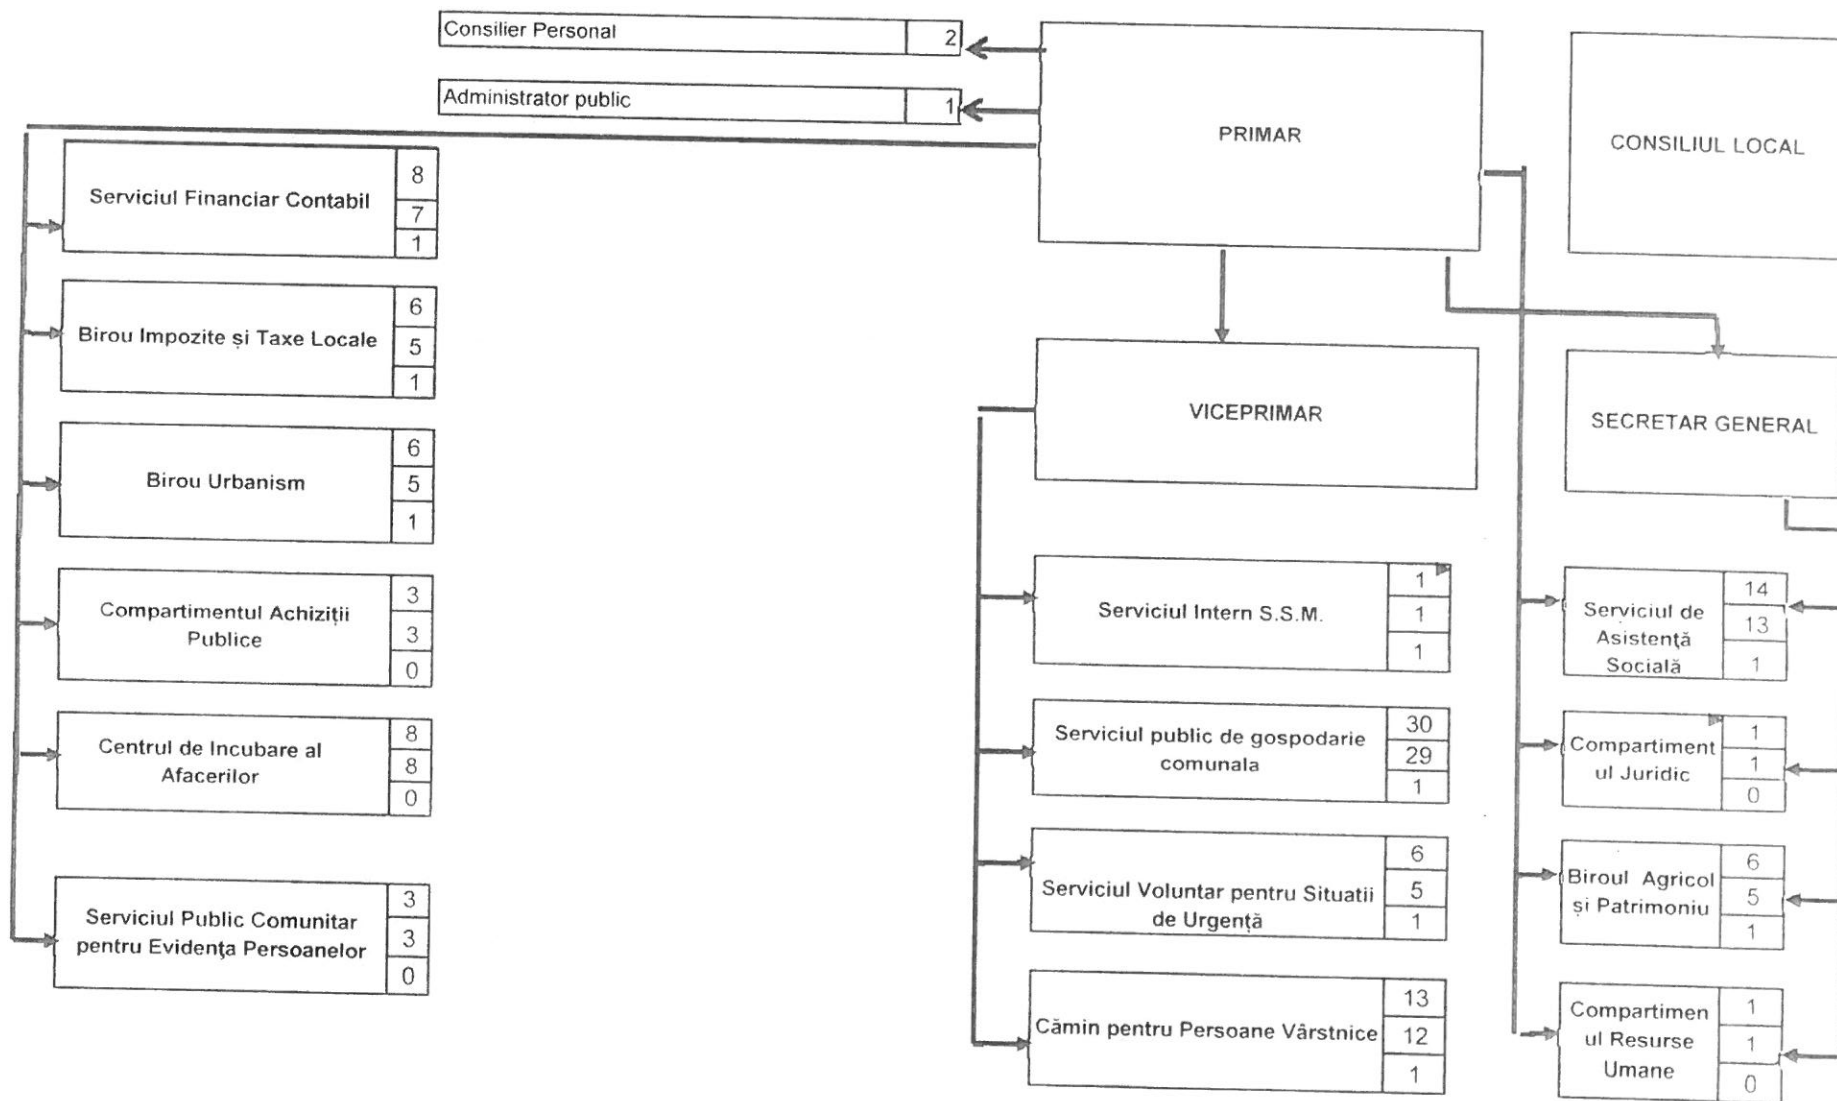 Consilier Personal 2
Administrator public 1
PRIMAR
CONSILIUL LOCAL
Serviciul Financiar Contabil
8
7
1
Birou Impozite și Taxe Locale
6
5
1
Birou Urbanism
6
5
1
Compartimentul Achiziții
Publice
3
3
0
Centrul de Incubare al
Afacerilor
8
8
0
Serviciul Public Comunitar
pentru Evidența Persoanelor
3
3
0
VICEPRIMAR
SECRETAR GENERAL
Serviciul Intern S.S.M.
1
1
1
Serviciul public de gospodarie
comunala
30
29
1
Serviciul Voluntar pentru Situatii
de Urgență
6
5
1
Cămin pentru Persoane Vârstnice
13
12
1
Serviciul de
Asistență
Socială
14
13
1
Compartiment
ul Juridic
1
1
0
Biroul Agricol
și Patrimoniu
6
5
1
Compartimen
ul Resurse
Umane
1
1
0